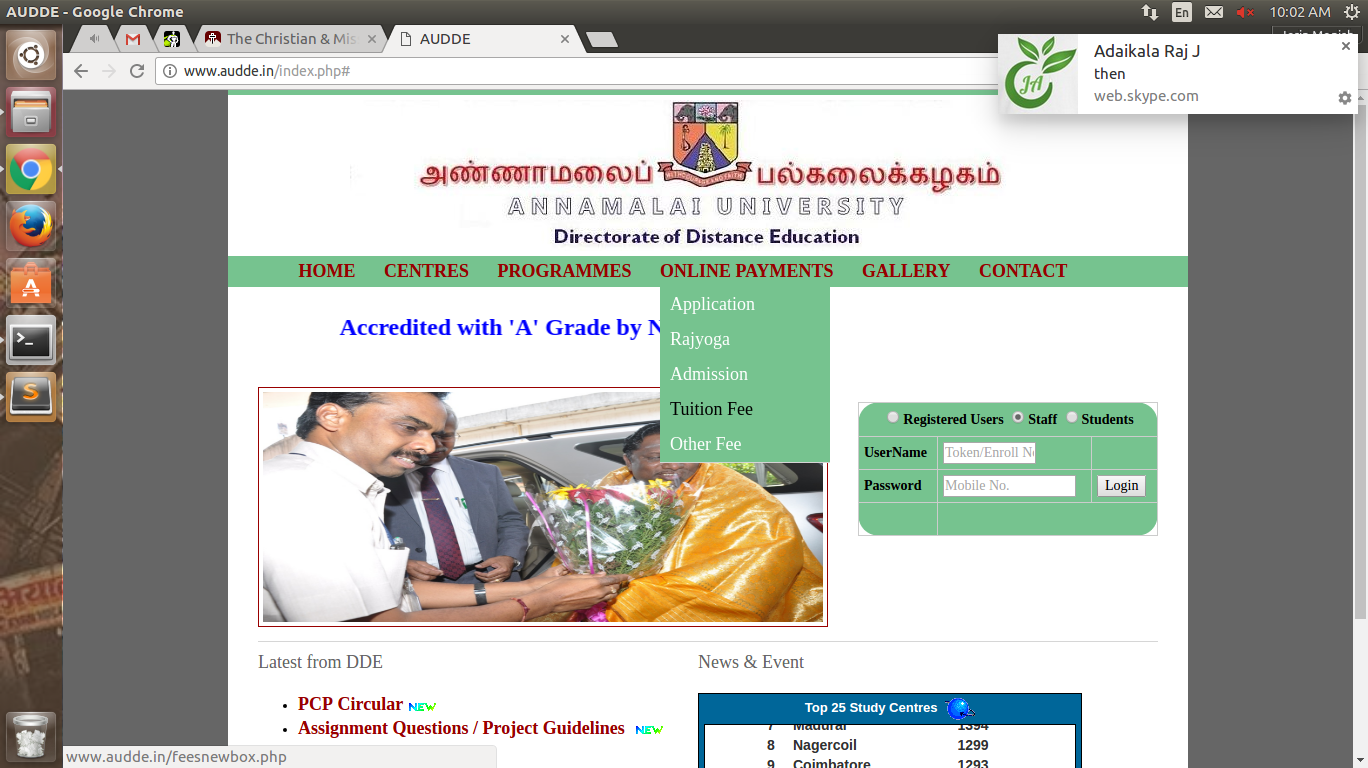 AUDDE - Google Chrome
En
10:02 AM
The Christian & Mis
AUDDE
www.audde.in/index.php#
Adaikala Raj J
then
web.skype.com
JA
அண்ணாமலைப் பல்கலைக்கழகம்
ANNAMALAI UNIVERSITY
Directorate of Distance Education
HOME CENTRES PROGRAMMES ONLINE PAYMENTS GALLERY CONTACT
Application
Rajyoga
Admission
Tuition Fee
Other Fee
Accredited with 'A' Grade by N
Registered Users Staff Students
UserName Token/Enroll No
Password Mobile No. Login
Latest from DDE
PCP Circular NEW
Assignment Questions / Project Guidelines NEW
News & Event
Top 25 Study Centres
7 Madurai 1394
8 Nagercoil 1299
9 Coimbatore 1293
www.audde.in/feesnewbox.php